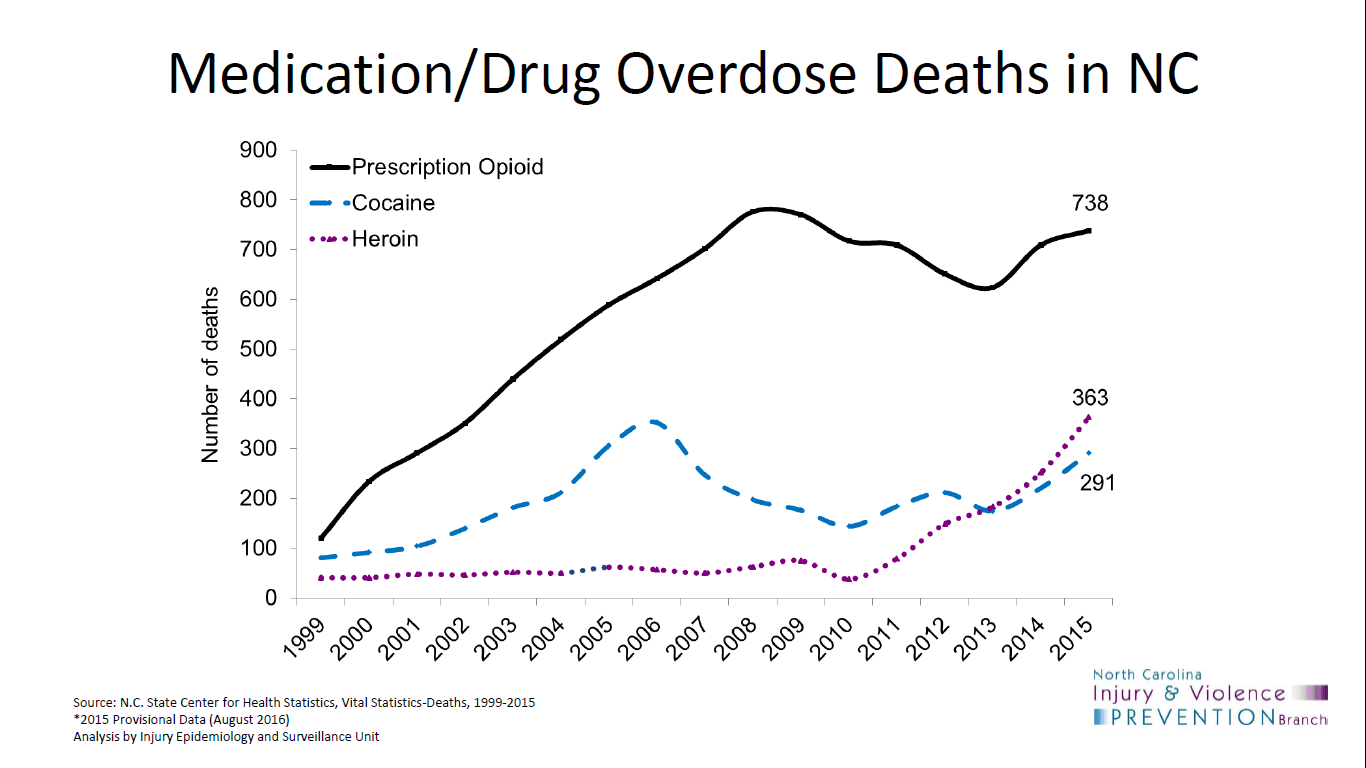 Medication/Drug Overdose Deaths in NC
900
800
700
600
500
400
300
200
100
0
Number of deaths
Prescription Opioid
Cocaine
Heroin
738
363
291
1999
2000
2001
2002
2003
2004
2005
2006
2007
2008
2009
2010
2011
2012
2013
2014
2015
Source: N.C. State Center for Health Statistics, Vital Statistics-Deaths, 1999-2015
*2015 Provisional Data (August 2016)
Analysis by Injury Epidemiology and Surveillance Unit
North Carolina
Injury & Violence
PREVENTION Branch